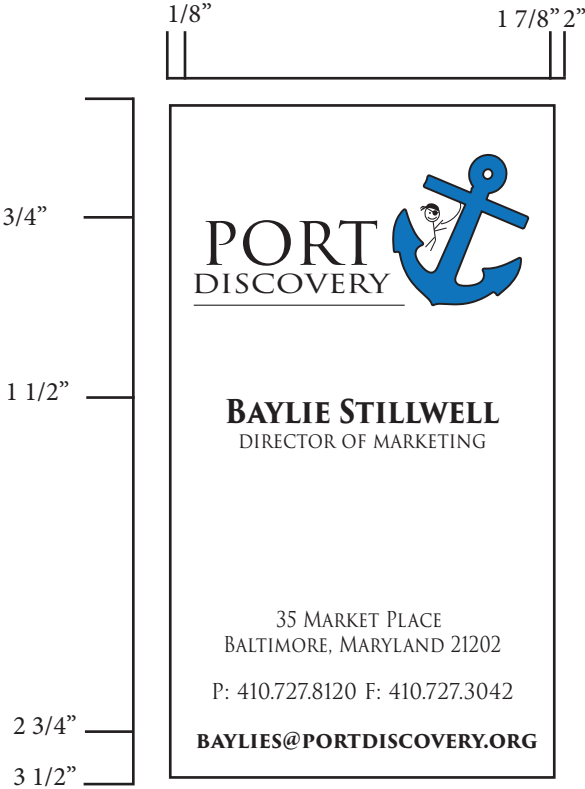 1/8”
1 7/8” 2”
3/4”
PORT
DISCOVERY
1 1/2”
BAYLIE STILLWELL
DIRECTOR OF MARKETING
35 MARKET PLACE
BALTIMORE, MARYLAND 21202
P: 410.727.8120 F: 410.727.3042
2 3/4”
BAYLIES@PORTDISCOVERY.ORG
3 1/2”